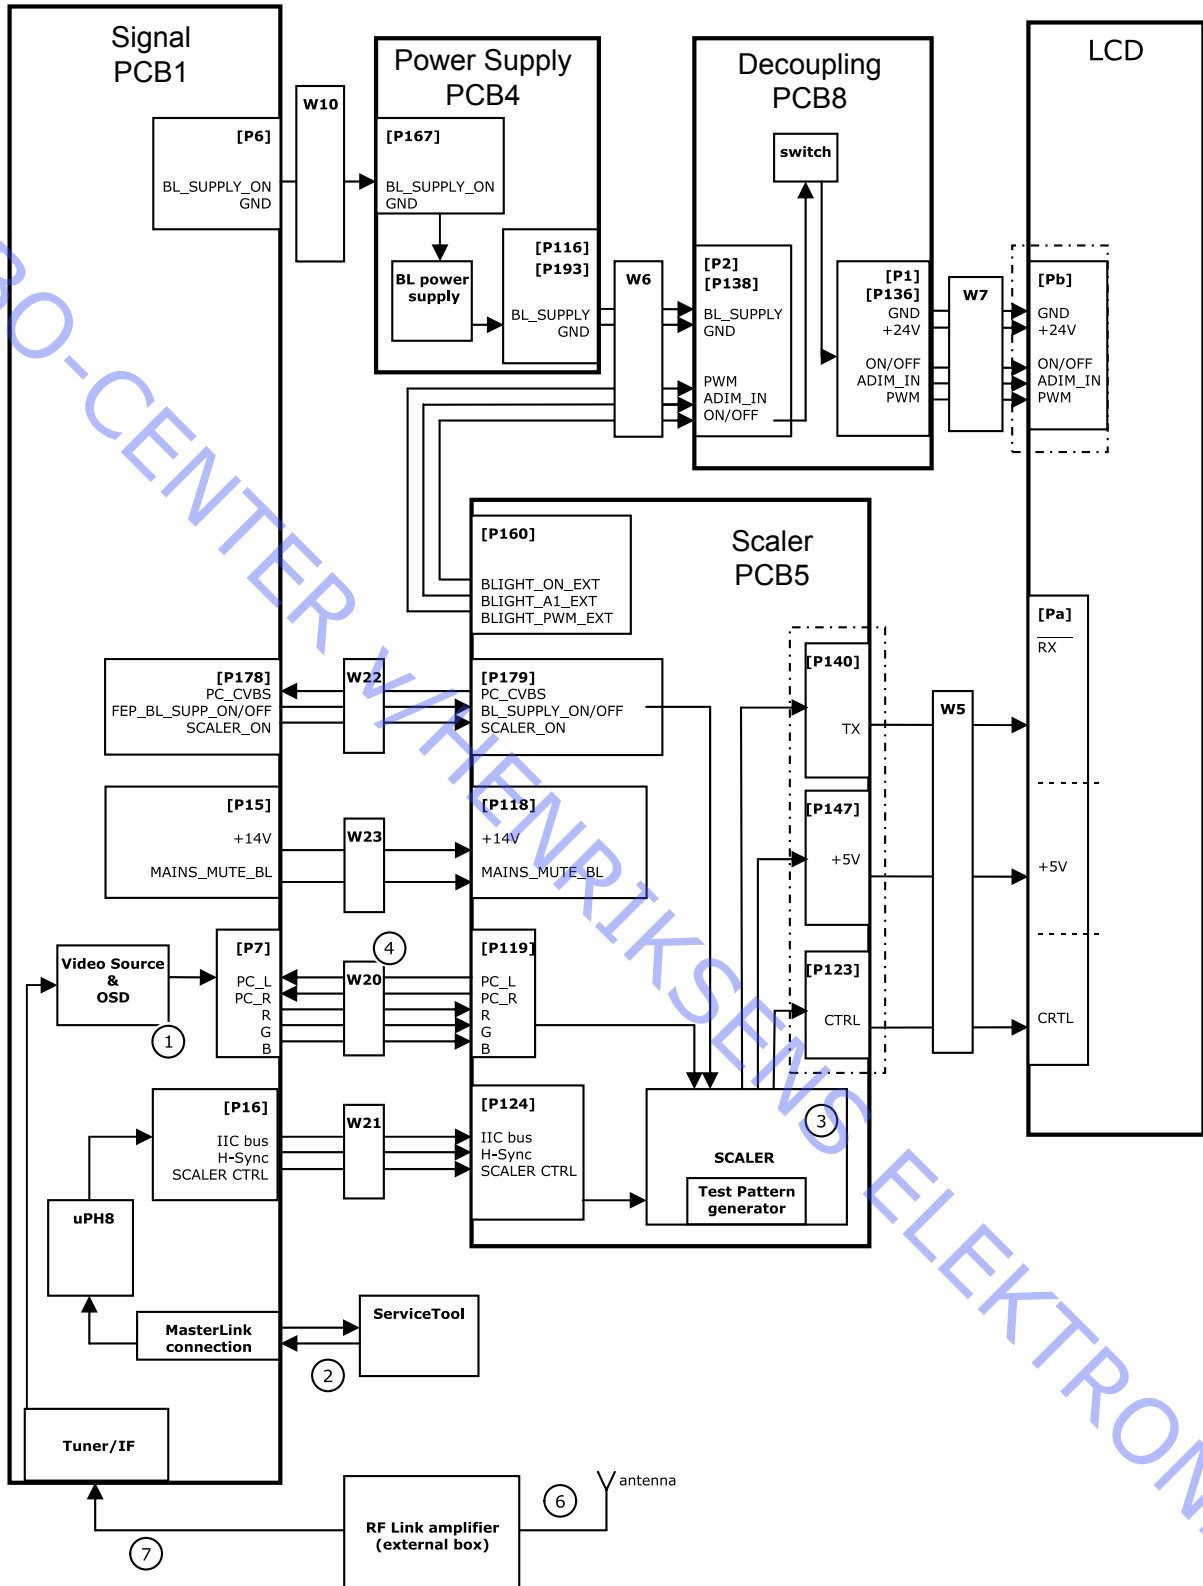 Signal
PCB1
[P6]
BL_SUPPLY_ON
GND
W10
Power Supply
PCB4
[P167]
BL_SUPPLY_ON
GND
BL power
supply
[P116]
[P193]
BL_SUPPLY
GND
W6
Decoupling
PCB8
switch
[P2]
[P138]
BL_SUPPLY
GND
PWM
ADIM_IN
ON/OFF
[P1]
[P136]
GND
+24V
ON/OFF
ADIM_IN
PWM
W7
LCD
[Pb]
GND
+24V
ON/OFF
ADIM_IN
PWM
Scaler
PCB5
[P160]
BLIGHT_ON_EXT
BLIGHT_A1_EXT
BLIGHT_PWM_EXT
[P178]
PC_CVBS
FEP_BL_SUPP_ON/OFF
SCALER_ON
W22
[P179]
PC_CVBS
BL_SUPPLY_ON/OFF
SCALER_ON
[P15]
+14V
MAINS_MUTE_BL
W23
[P118]
+14V
MAINS_MUTE_BL
Video Source
&
OSD
1
[P7]
PC_L
PC_R
R
G
B
4
W20
[P119]
PC_L
PC_R
R
G
B
[P16]
IIC bus
H-Sync
SCALER CTRL
W21
[P124]
IIC bus
H-Sync
SCALER CTRL
3
SCALER
Test Pattern
generator
[P140]
TX
[P147]
+5V
[P123]
CTRL
W5
[Pa]
RX
+5V
CRTL
uPH8
MasterLink
connection
ServiceTool
2
Tuner/IF
RF Link amplifier
(external box)
6
antenna
7
RO-CENTER v/HENRIKSENS ELEKTRON